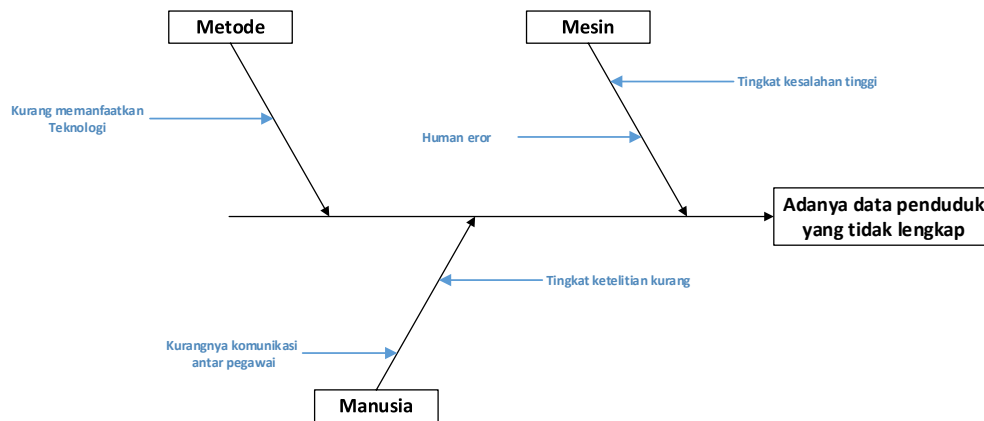 Metode
Mesin
Tingkat kesalahan tinggi
Kurang memanfaatkan
Teknologi
Human eror
Adanya data penduduk
yang tidak lengkap
Tingkat ketelitian kurang
Kurangnya komunikasi
antar pegawai
Manusia